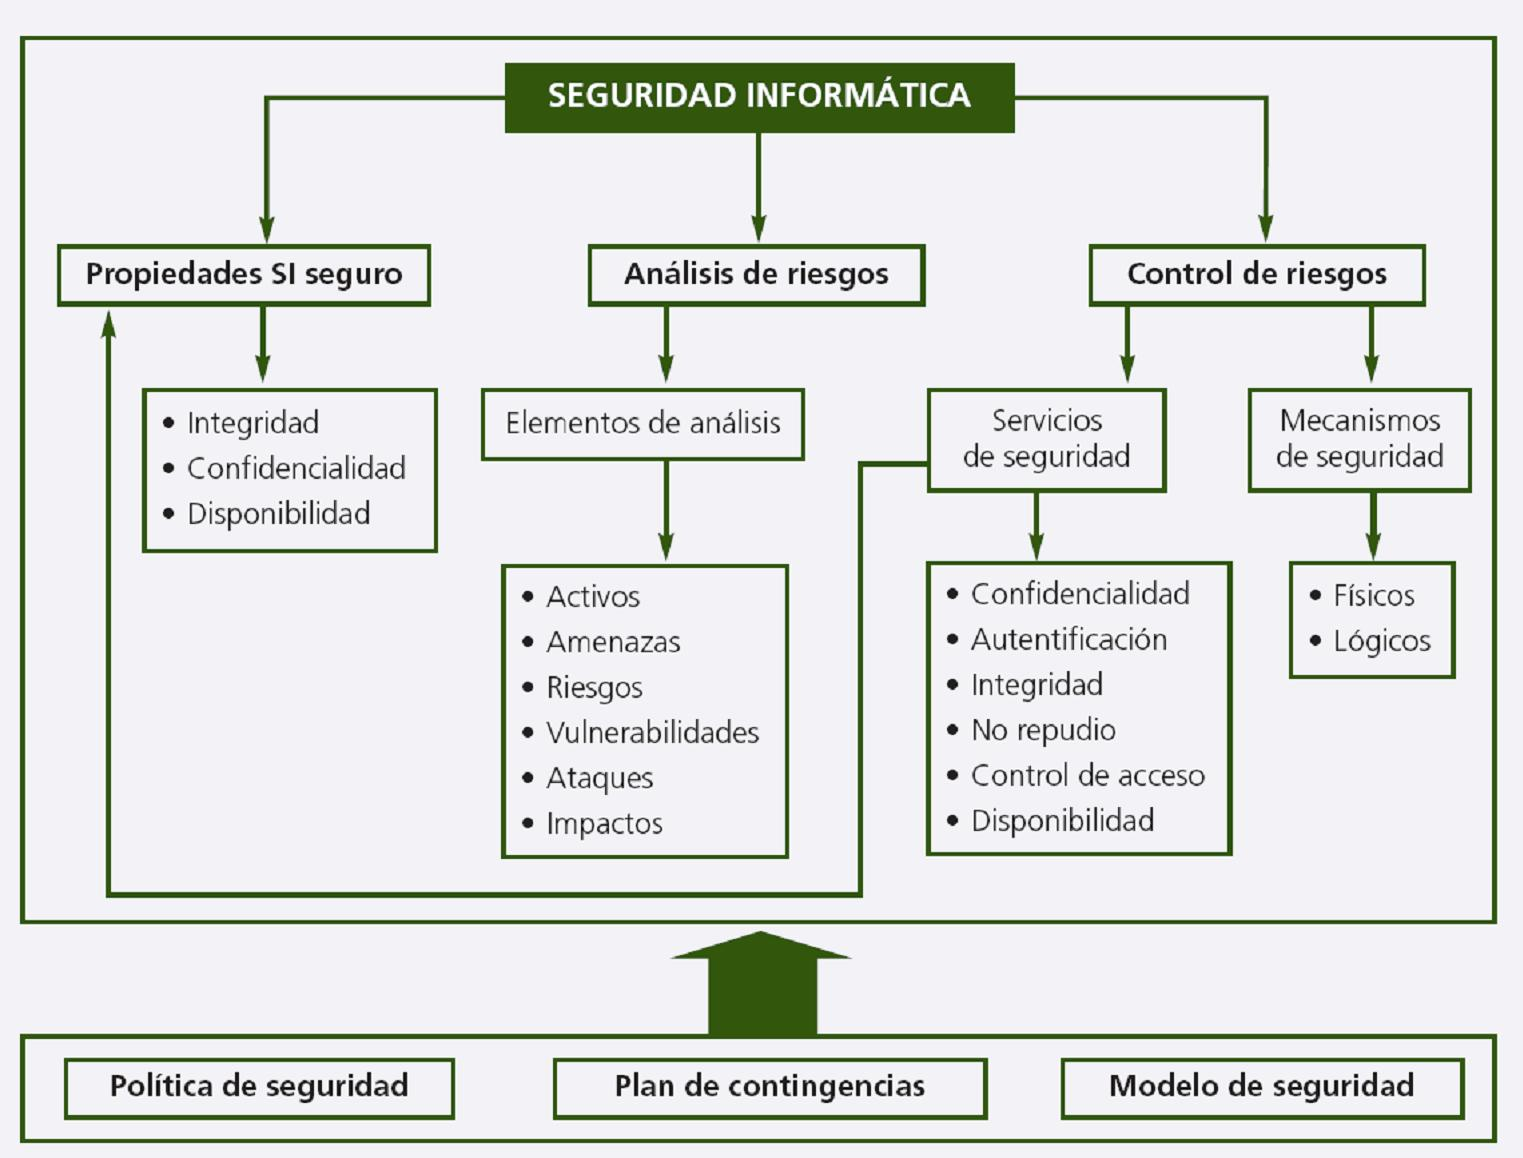 SEGURIDAD INFORMÁTICA
Propiedades SI seguro
Análisis de riesgos
Control de riesgos
• Integridad
• Confidencialidad
• Disponibilidad
Elementos de análisis
Servicios
de seguridad
Mecanismos
de seguridad
• Activos
• Amenazas
• Riesgos
• Vulnerabilidades
• Ataques
• Impactos
• Confidencialidad
• Autentificación
• Integridad
• No repudio
• Control de acceso
• Disponibilidad
• Físicos
• Lógicos
Política de seguridad
Plan de contingencias
Modelo de seguridad